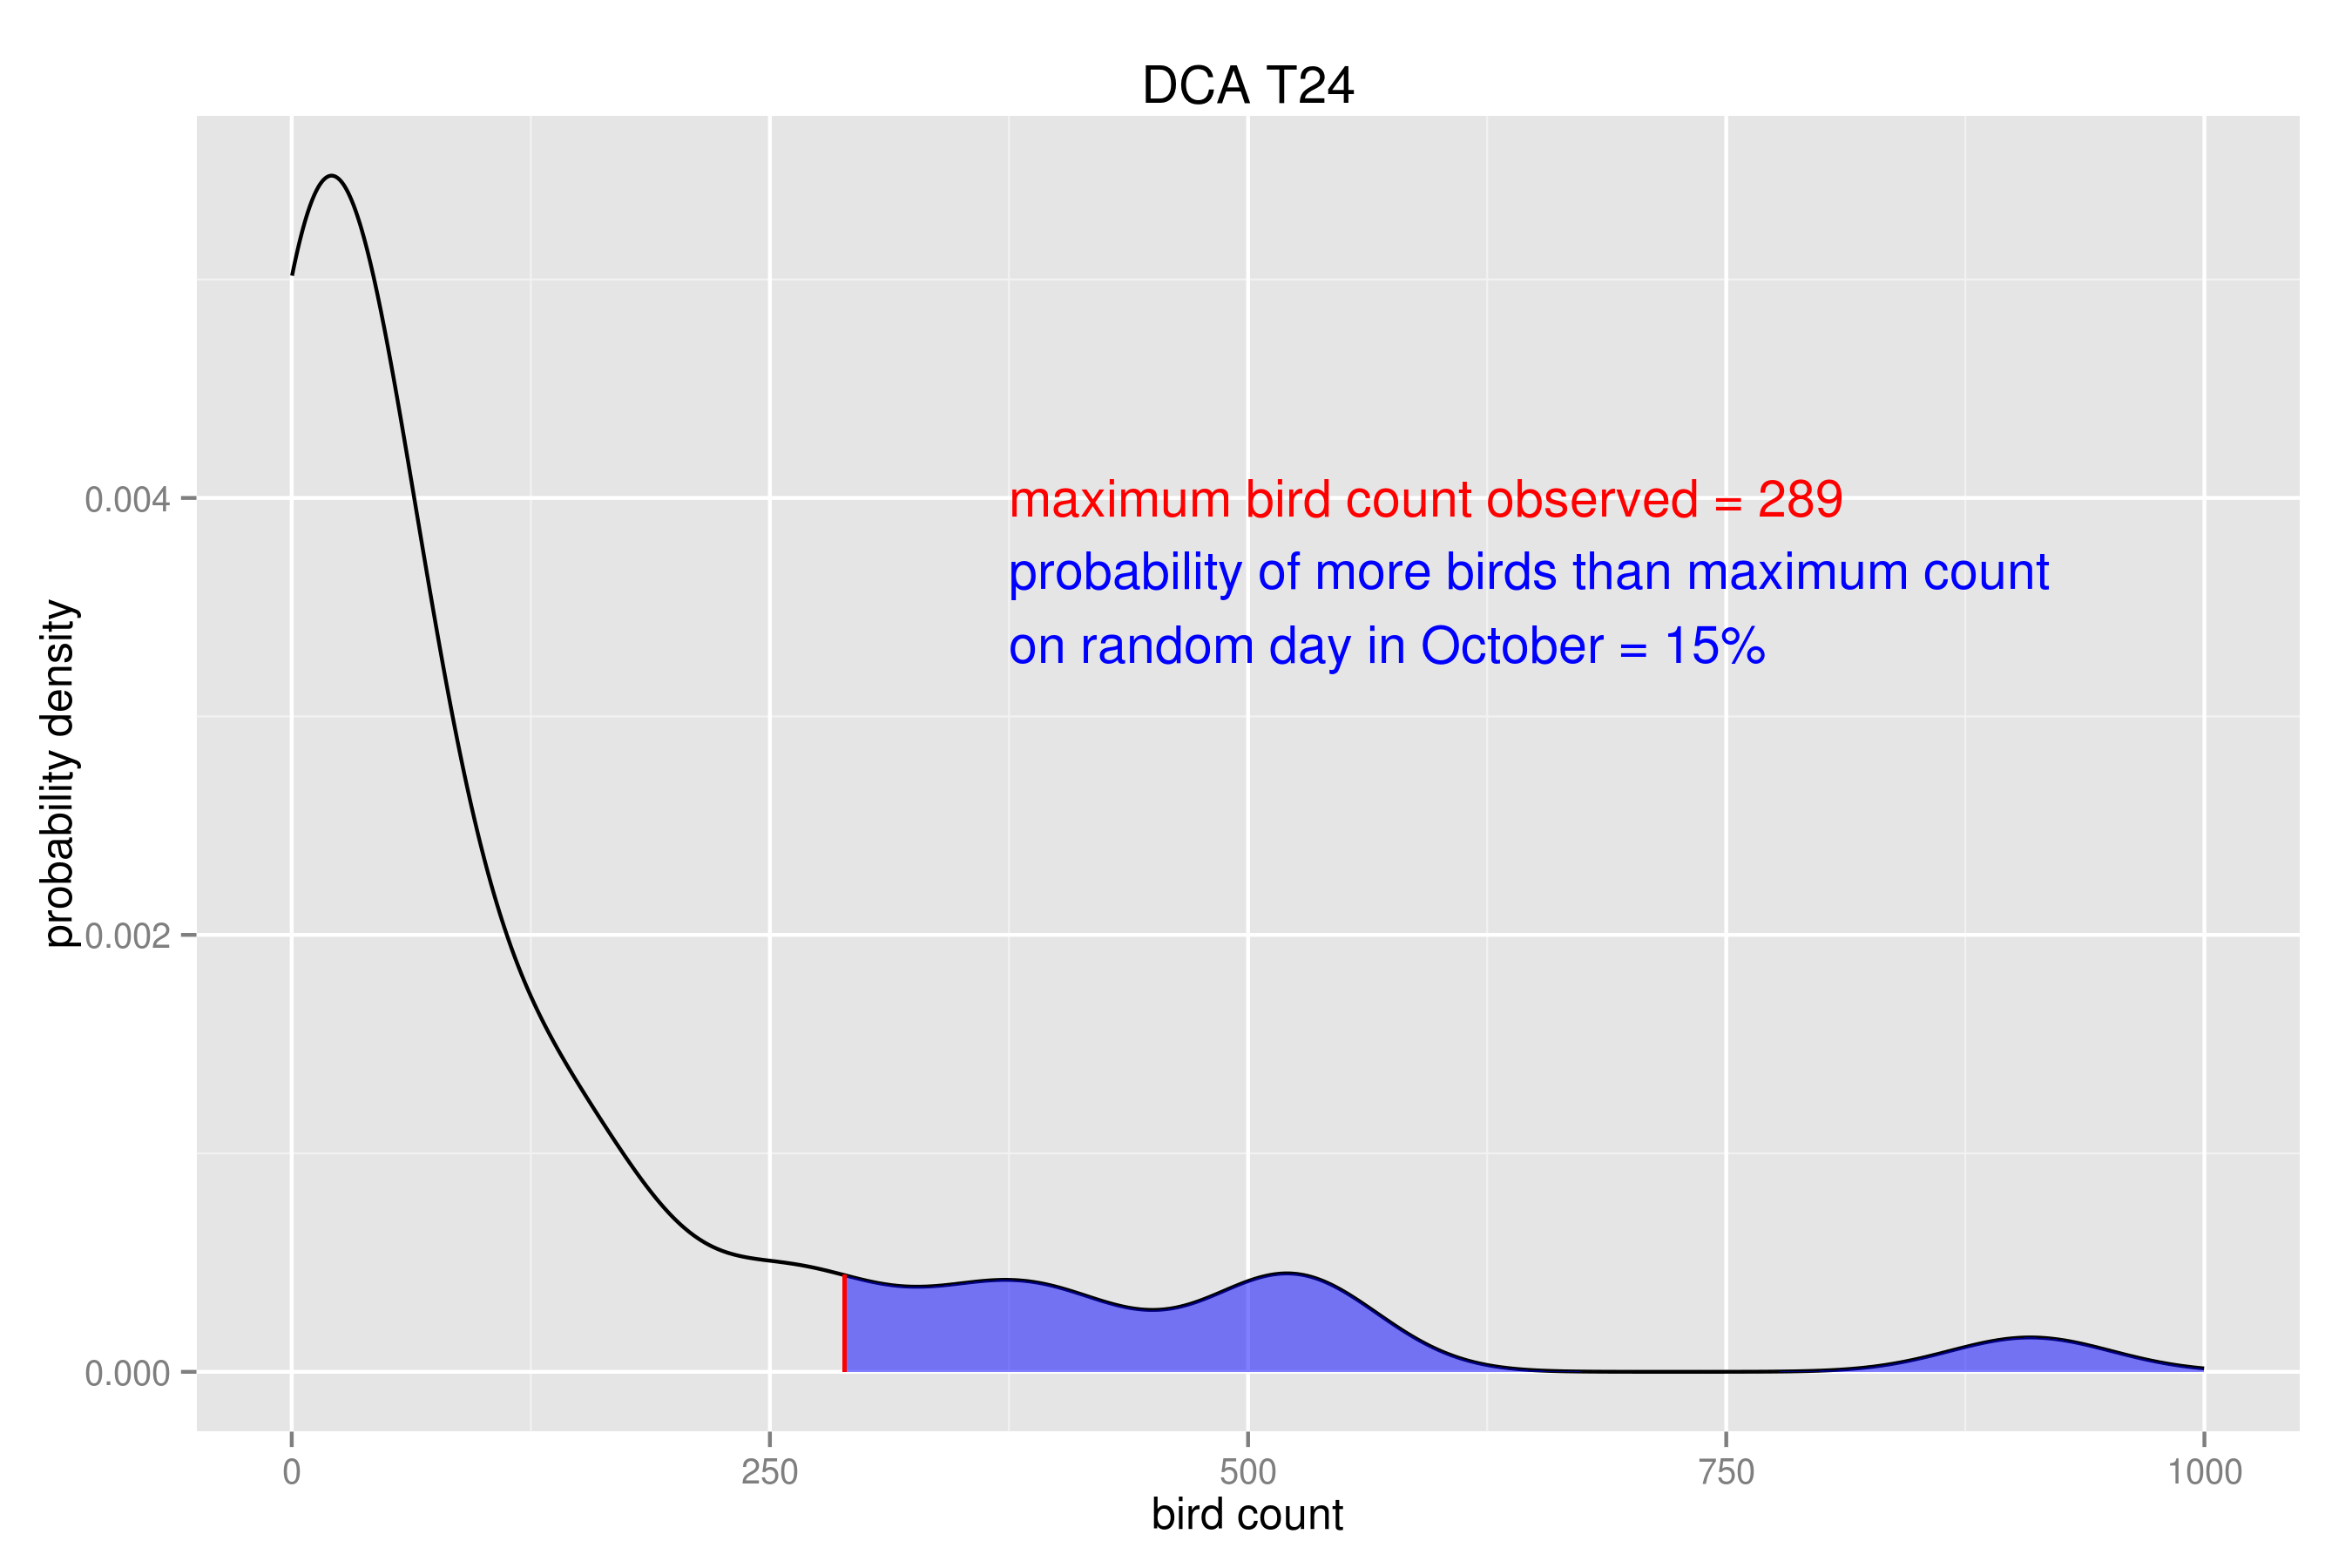 DCA T24
maximum bird count observed = 289
probability of more birds than maximum count
on random day in October = 15%
probability density
0.004
0.002
0.000
0
250
500
750
1000
bird count